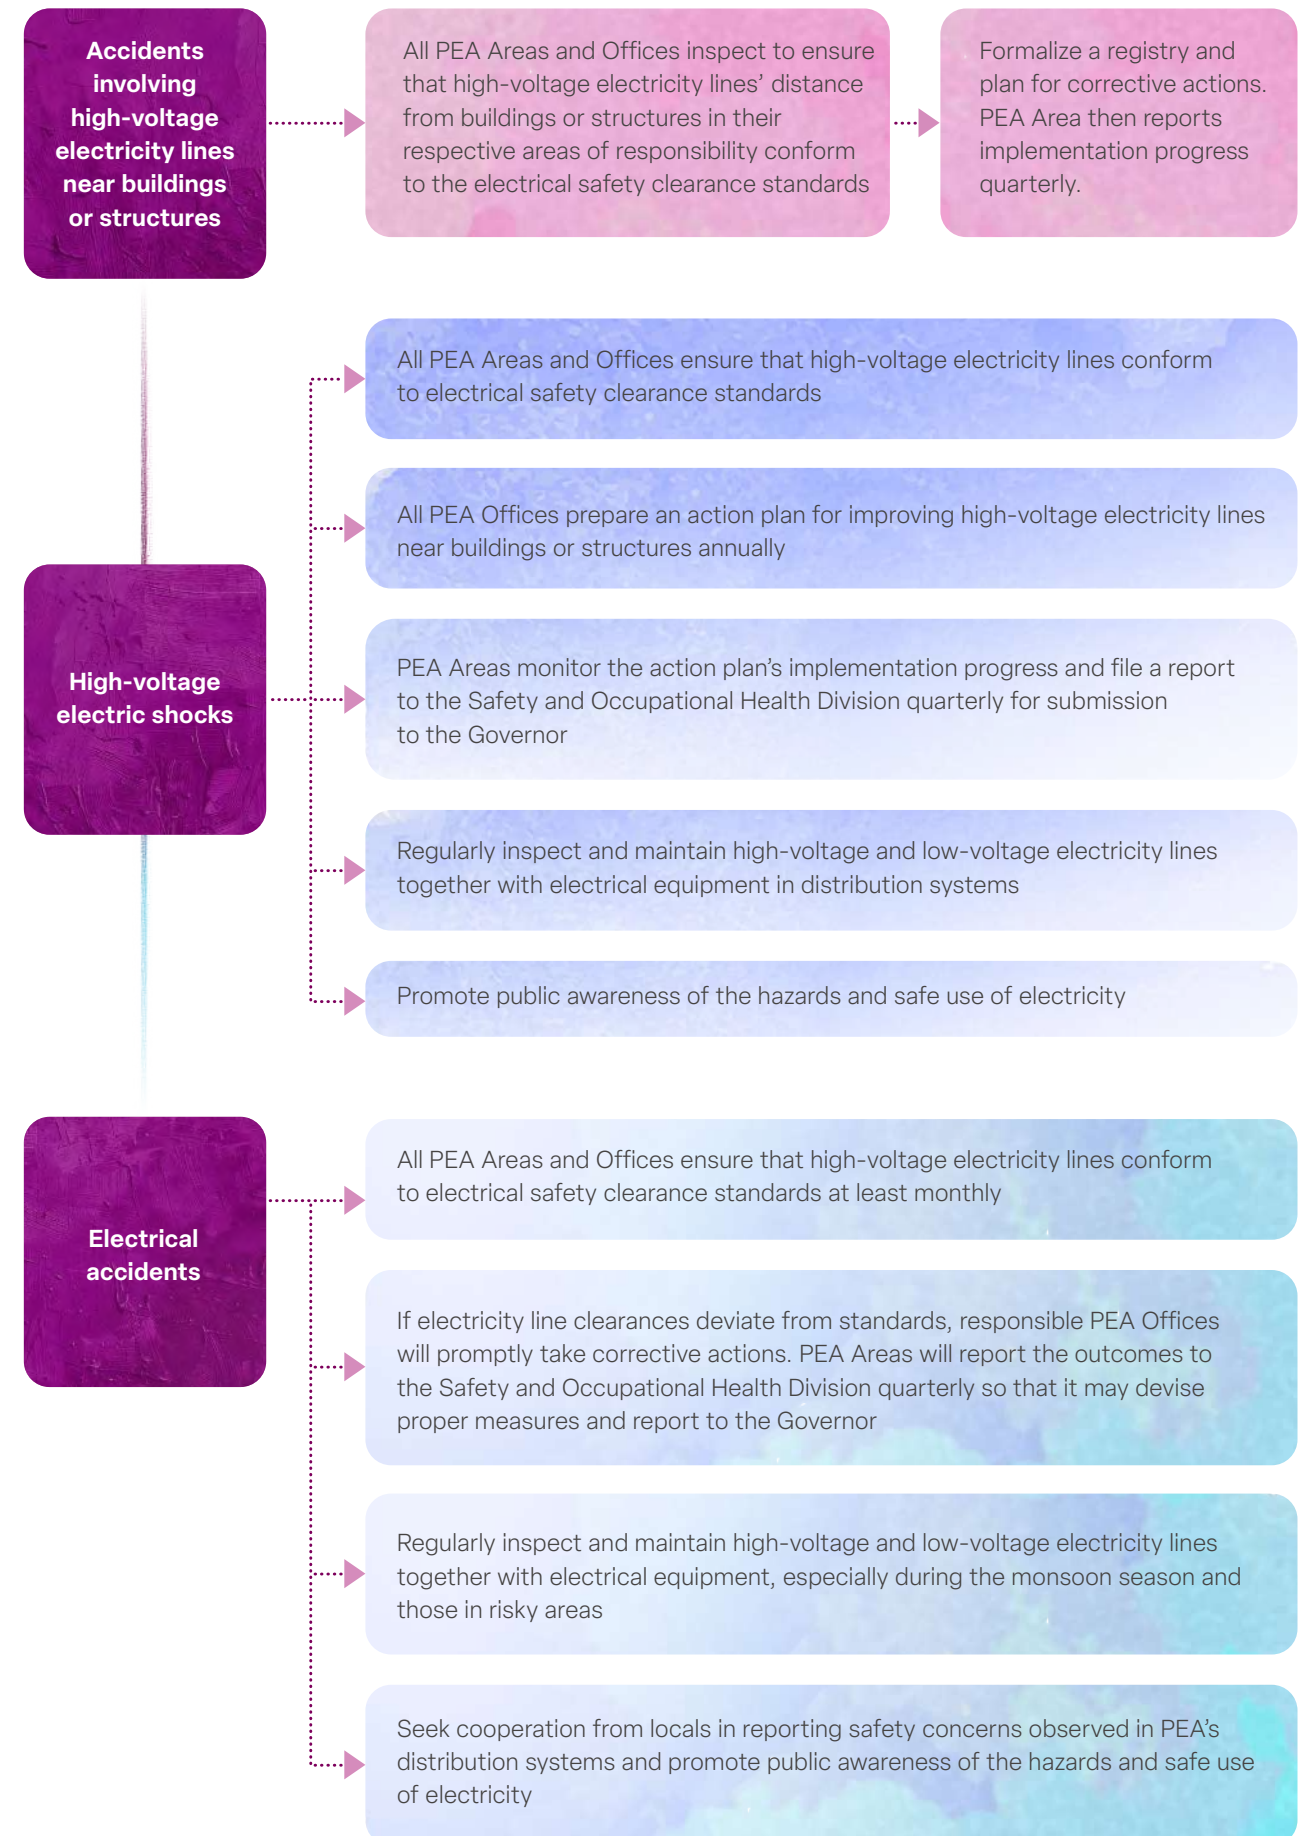 Accidents
involving
high-voltage
electricity lines
near buildings
or structures
All PEA Areas and Offices inspect to ensure
that high-voltage electricity lines’ distance
from buildings or structures in their
respective areas of responsibility conform
to the electrical safety clearance standards
Formalize a registry and
plan for corrective actions.
PEA Area then reports
implementation progress
quarterly.
High-voltage
electric shocks
All PEA Areas and Offices ensure that high-voltage electricity lines conform
to electrical safety clearance standards
All PEA Offices prepare an action plan for improving high-voltage electricity lines
near buildings or structures annually
PEA Areas monitor the action plan’s implementation progress and file a report
to the Safety and Occupational Health Division quarterly for submission
to the Governor
Regularly inspect and maintain high-voltage and low-voltage electricity lines
together with electrical equipment in distribution systems
Promote public awareness of the hazards and safe use of electricity
Electrical
accidents
All PEA Areas and Offices ensure that high-voltage electricity lines conform
to electrical safety clearance standards at least monthly
If electricity line clearances deviate from standards, responsible PEA Offices
will promptly take corrective actions. PEA Areas will report the outcomes to
the Safety and Occupational Health Division quarterly so that it may devise
proper measures and report to the Governor
Regularly inspect and maintain high-voltage and low-voltage electricity lines
together with electrical equipment, especially during the monsoon season and
those in risky areas
Seek cooperation from locals in reporting safety concerns observed in PEA’s
distribution systems and promote public awareness of the hazards and safe use
of electricity